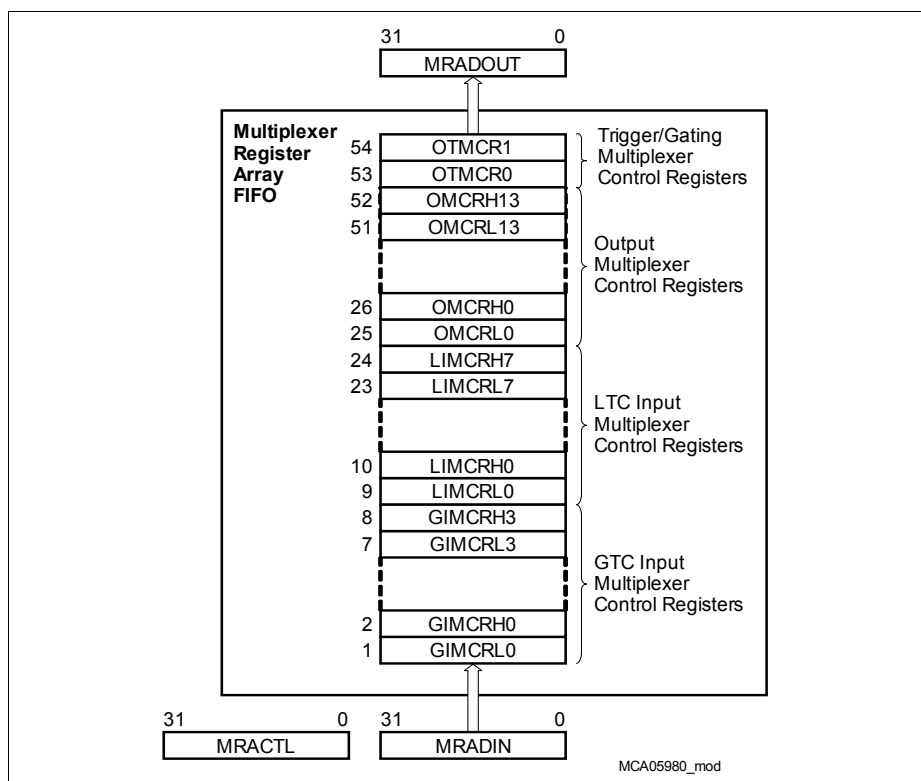 31 0
MRADOUT
Multiplexer
Register
Array
FIFO
54 OTMCR1
53 OTMCR0
52 OMCRH13
51 OMCRL13
26 OMCRH0
25 OMCRL0
24 LIMCRH7
23 LIMCRL7
10 LIMCRH0
9 LIMCRL0
8 GIMCRH3
7 GIMCRL3
2 GIMCRH0
1 GIMCRL0
Trigger/Gating
Multiplexer
Control Registers
Output
Multiplexer
Control Registers
LTC Input
Multiplexer
Control Registers
GTC Input
Multiplexer
Control Registers
31 0
MRACTL
31 0
MRADIN
MCA05980_mod